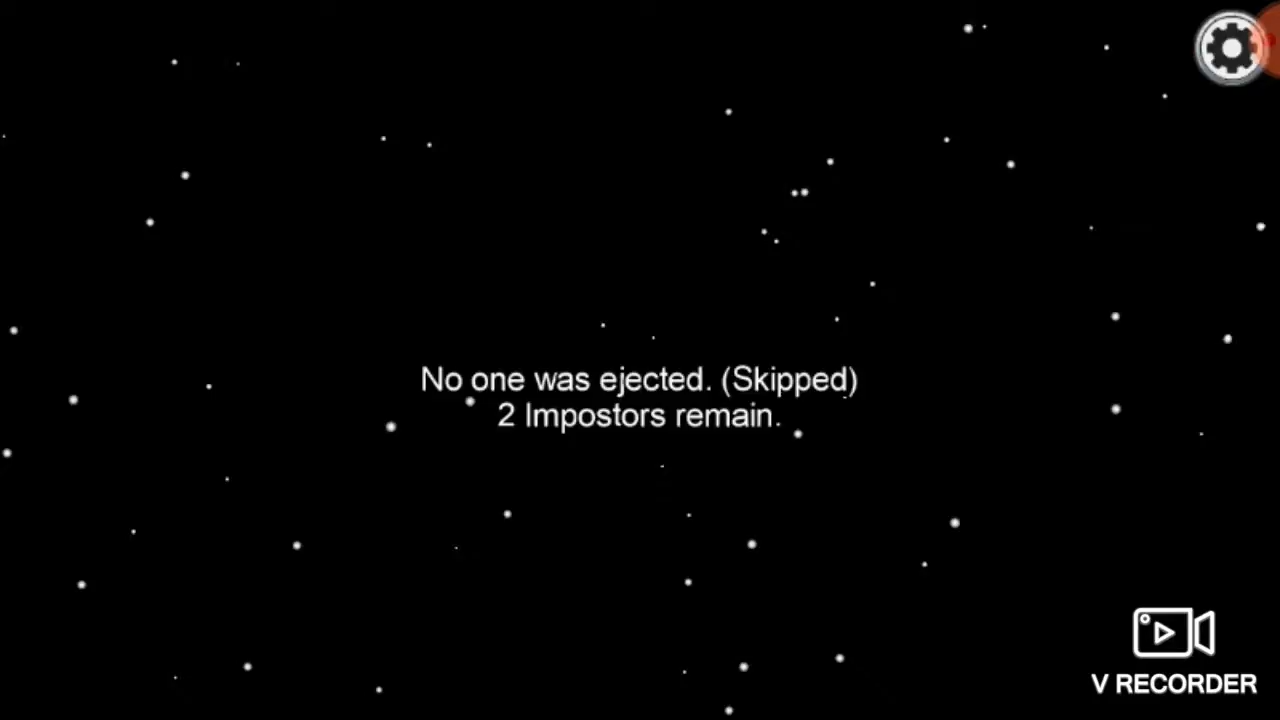 No one was ejected. (Skipped)
2 Impostors remain.
V RECORDER